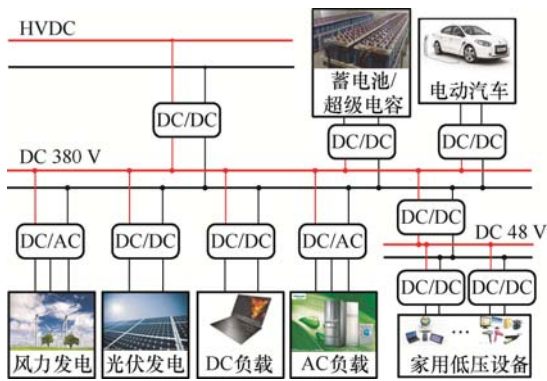 HVDC
蓄电池/
超级电容
电动汽车
DC/DC
DC/DC
DC/DC
DC 380 V
DC/DC
DC 48 V
DC/AC
DC/DC
DC/DC
DC/AC
DC/DC
DC/DC
风力发电
光伏发电
DC负载
AC负载
家用低压设备